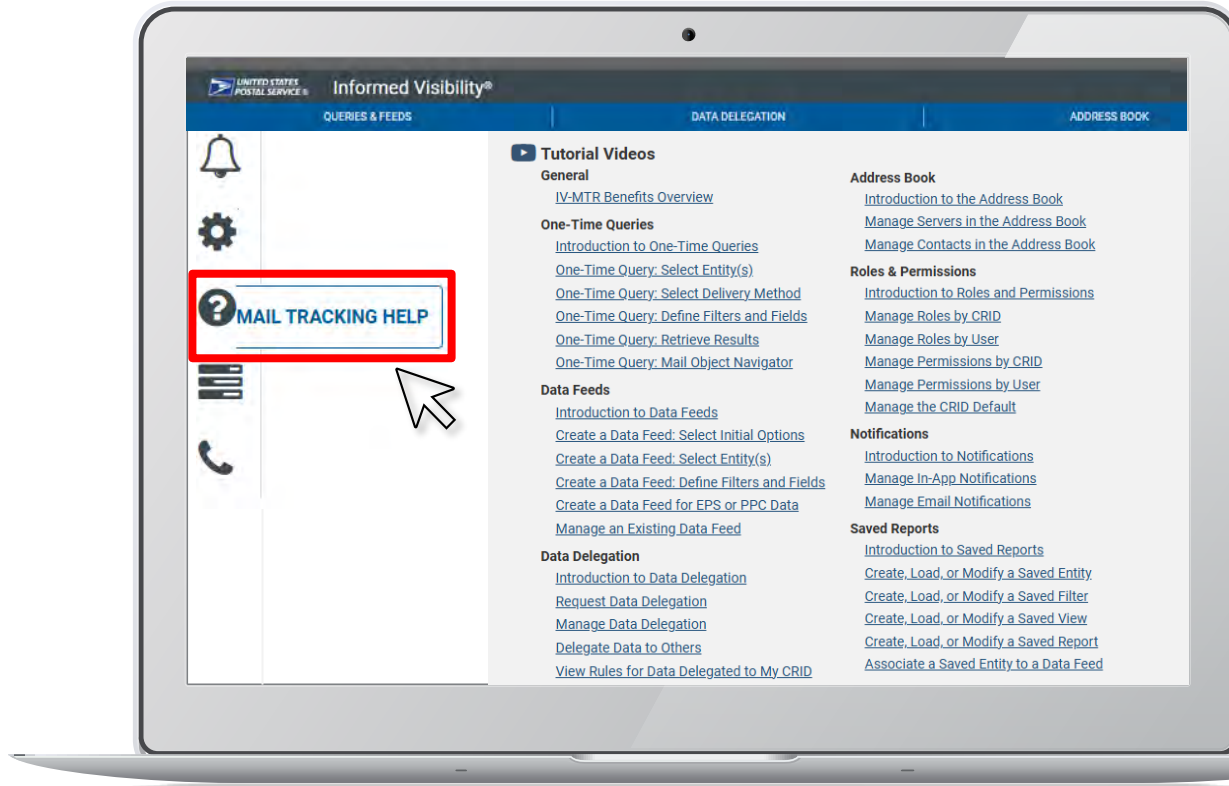 UNITED STATES
POSTAL SERVICE ®
Informed Visibility®
QUERIES & FEEDS
DATA DELEGATION
ADDRESS BOOK
MAIL TRACKING HELP
Tutorial Videos
General
IV-MTR Benefits Overview
One-Time Queries
Introduction to One-Time Queries
One-Time Query: Select Entity(s)
One-Time Query: Select Delivery Method
One-Time Query: Define Filters and Fields
One-Time Query: Retrieve Results
One-Time Query: Mail Object Navigator
Data Feeds
Introduction to Data Feeds
Create a Data Feed: Select Initial Options
Create a Data Feed: Select Entity(s)
Create a Data Feed: Define Filters and Fields
Create a Data Feed for EPS or PPC Data
Manage an Existing Data Feed
Data Delegation
Introduction to Data Delegation
Request Data Delegation
Manage Data Delegation
Delegate Data to Others
View Rules for Data Delegated to My CRID
Address Book
Introduction to the Address Book
Manage Servers in the Address Book
Manage Contacts in the Address Book
Roles & Permissions
Introduction to Roles and Permissions
Manage Roles by CRID
Manage Roles by User
Manage Permissions by CRID
Manage Permissions by User
Manage the CRID Default
Notifications
Introduction to Notifications
Manage In-App Notifications
Manage Email Notifications
Saved Reports
Introduction to Saved Reports
Create, Load, or Modify a Saved Entity
Create, Load, or Modify a Saved Filter
Create, Load, or Modify a Saved View
Create, Load, or Modify a Saved Report
Associate a Saved Entity to a Data Feed